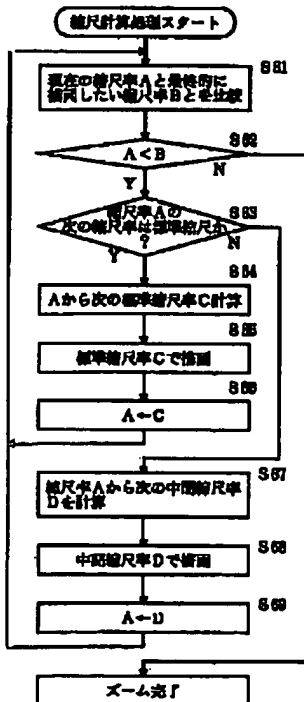 縮尺計算処理スタート
S61
現在の縮尺率Aと最終的に
描画したい縮尺率Bとを比較
S62
A<B
N
Y
S63
縮尺率Aの
次の縮尺率は標準縮尺か
?
N
Y
S64
Aから次の標準縮尺率C計算
S65
標準縮尺率Cで描画
S66
A←C
S67
縮尺率Aから次の中間縮尺率
Dを計算
S68
中間縮尺率Dで描画
S69
A←D
ズーム完了